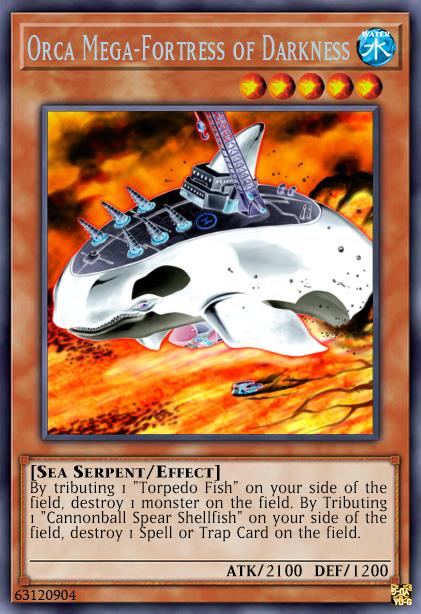 Orca Mega-Fortress of Darkness
WATER
水
[Sea Serpent/Effect]
By tributing 1 "Torpedo Fish" on your side of the
field, destroy 1 monster on the field. By Tributing
1 "Cannonball Spear Shellfish" on your side of the
field, destroy 1 Spell or Trap Card on the field.
ATK/2100 DEF/1200
63120904